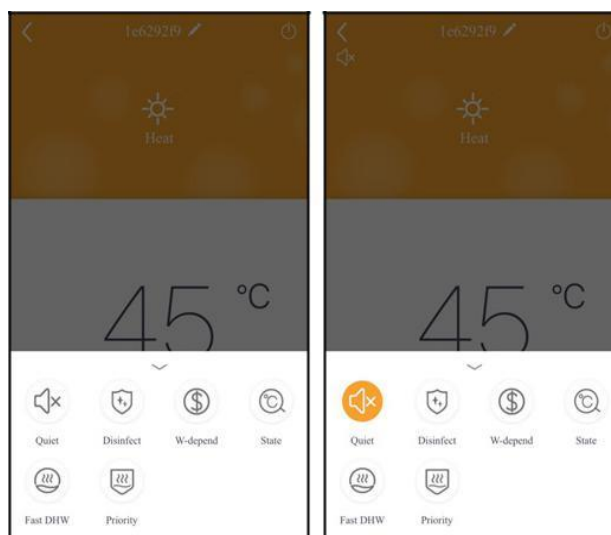 1e6292f9
Heat
45 °C
Quiet
Disinfect
W-depend
State
Fast DHW
Priority
1e6292f9
Heat
45 °C
Quiet
Disinfect
W-depend
State
Fast DHW
Priority